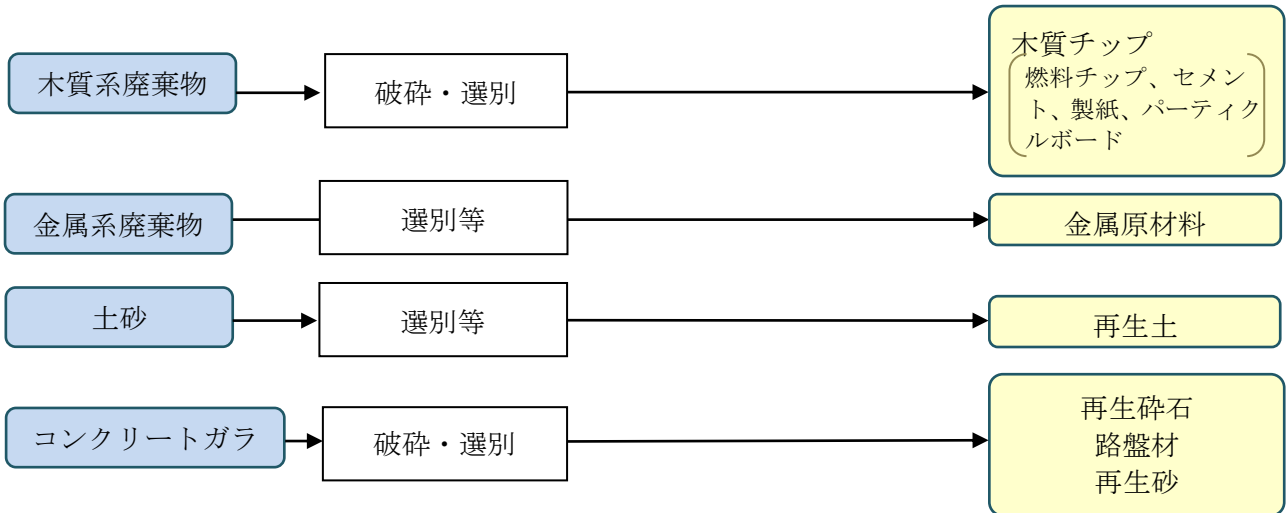 木質系廃棄物
破砕・選別
木質チップ
燃料チップ、セメン
ト、製紙、パーティク
ルボード
金属系廃棄物
選別等
金属原材料
土砂
選別等
再生土
コンクリートガラ
破砕・選別
再生砕石
路盤材
再生砂